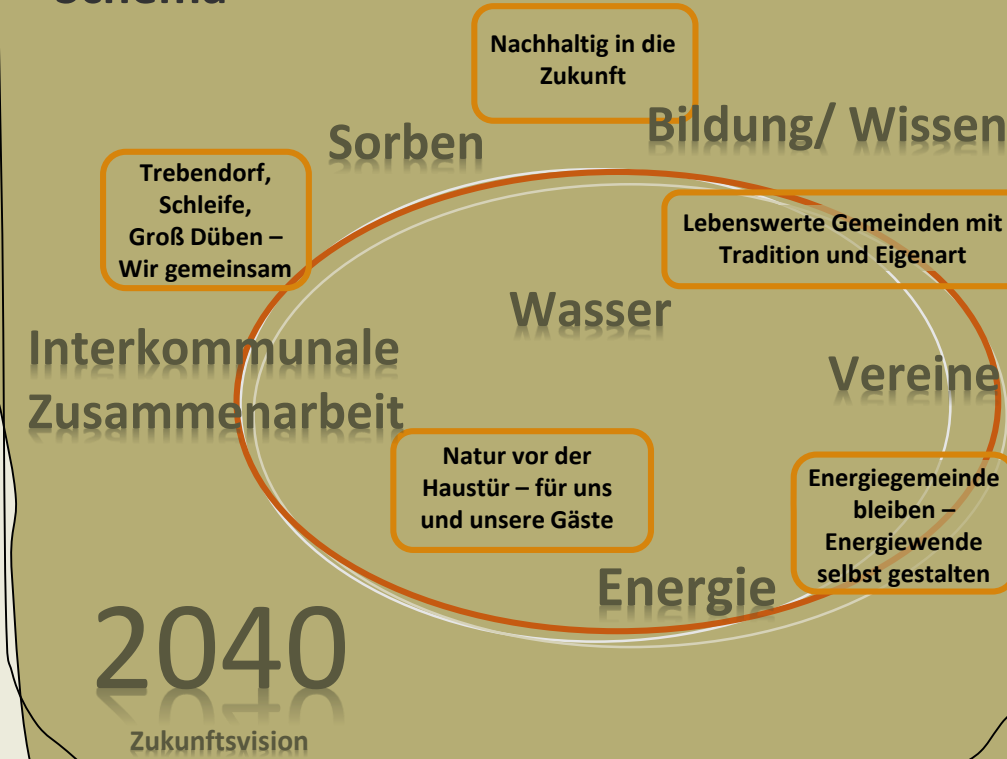 Schema
Nachhaltig in die
Zukunft
Sorben
Bildung/ Wissen
Trebendorf,
Schleife,
Groß Düben –
Wir gemeinsam
Lebenswerte Gemeinden mit
Tradition und Eigenart
Wasser
Interkommunale
Zusammenarbeit
Vereine
Natur vor der
Haustür – für uns
und unsere Gäste
Energiegemeinde
bleiben –
Energiewende
selbst gestalten
Energie
2040
Zukunftsvision